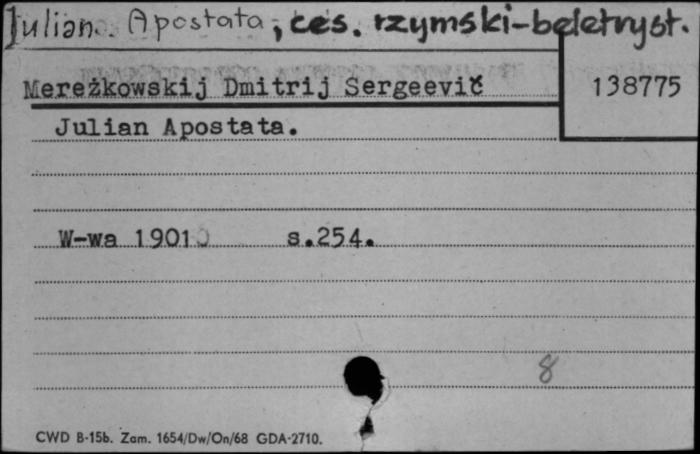 Julian Apostata, ces. rzymski-beletryst.
Mereżkowskij Dmitrij Sergeevič
138775
Julian Apostata.
W-wa 1901 s.254.
8
CWD B-15b. Zam. 1654/Dw/On/68 GDA-2710.